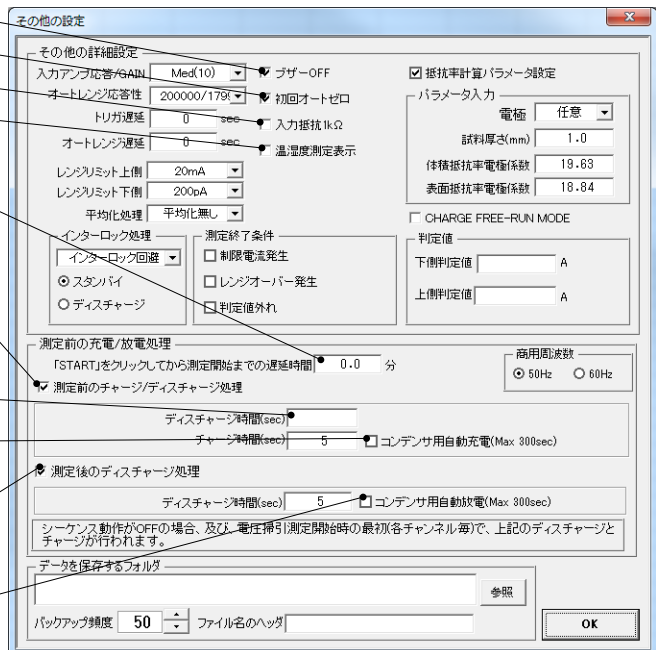 その他の設定
その他の詳細設定
入力アンプ応答/GAIN Med(10) ブザーOFF
オートレンジ応答性 200000/179 初回オートゼロ
トリガ遅延 0 sec 入力抵抗1kΩ
オートレンジ遅延 0 sec 温湿度測定表示
レンジリミット上側 20mA
レンジリミット下側 200pA
平均化処理 平均化無し
抵抗率計算パラメータ設定
パラメータ入力
電極 任意
試料厚さ(mm) 1.0
体積抵抗率電極係数 19.63
表面抵抗率電極係数 18.84
CHARGE FREE-RUN MODE
インターロック処理
インターロック回避
スタンバイ
ディスチャージ
測定終了条件
制限電流発生
レンジオーバー発生
判定値外れ
判定値
下側判定値 A
上側判定値 A
測定前の充電/放電処理
「START」をクリックしてから測定開始までの遅延時間 0.0 分
商用周波数
50Hz 60Hz
測定前のチャージ/ディスチャージ処理
ディスチャージ時間(sec)
チャージ時間(sec) 5 コンデンサ用自動充電(Max 300sec)
測定後のディスチャージ処理
ディスチャージ時間(sec) 5 コンデンサ用自動放電(Max 300sec)
シーケンス動作がOFFの場合、及び、電圧掃引測定開始時の最初(各チャンネル毎)で、上記のディスチャージと
チャージが行われます。
データを保存するフォルダ
参照
バックアップ頻度 50 ファイル名のヘッダ
OK